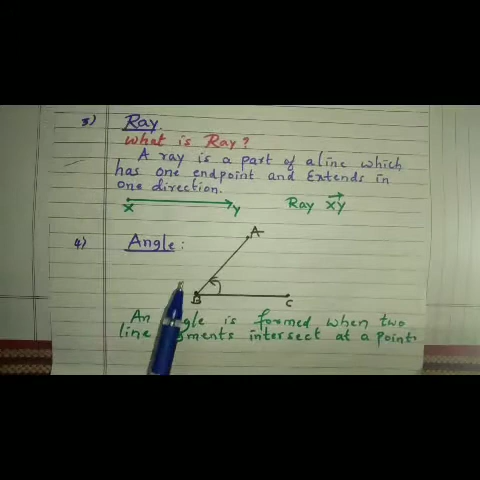 3) Ray.
What is Ray?
A ray is a part of a line which
has one endpoint and Extends in
one direction.
X Y Ray XY
4) Angle:
A
B C
An gle is formed when two
line gments intersect at a point.